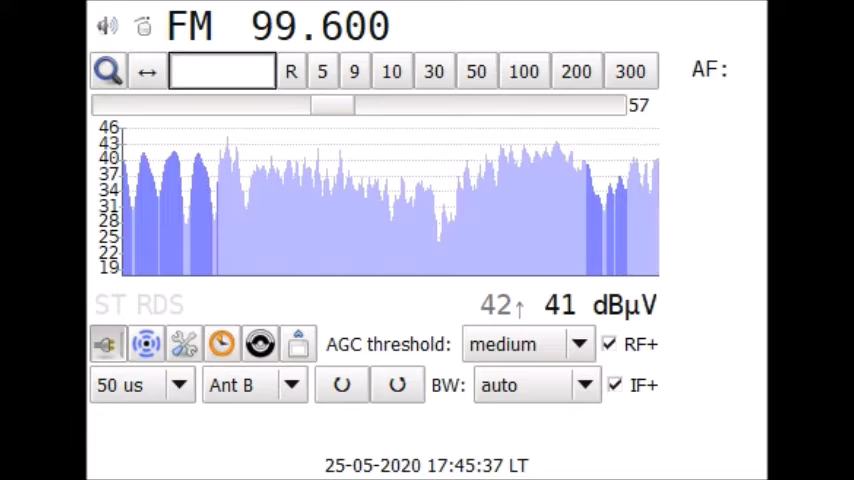 FM 99.600
R 5 9 10 30 50 100 200 300 AF:
57
46
43
40
37
34
31
28
25
22
19
ST RDS 42↑ 41 dBµV
AGC threshold: medium RF+
50 us Ant B BW: auto IF+
25-05-2020 17:45:37 LT